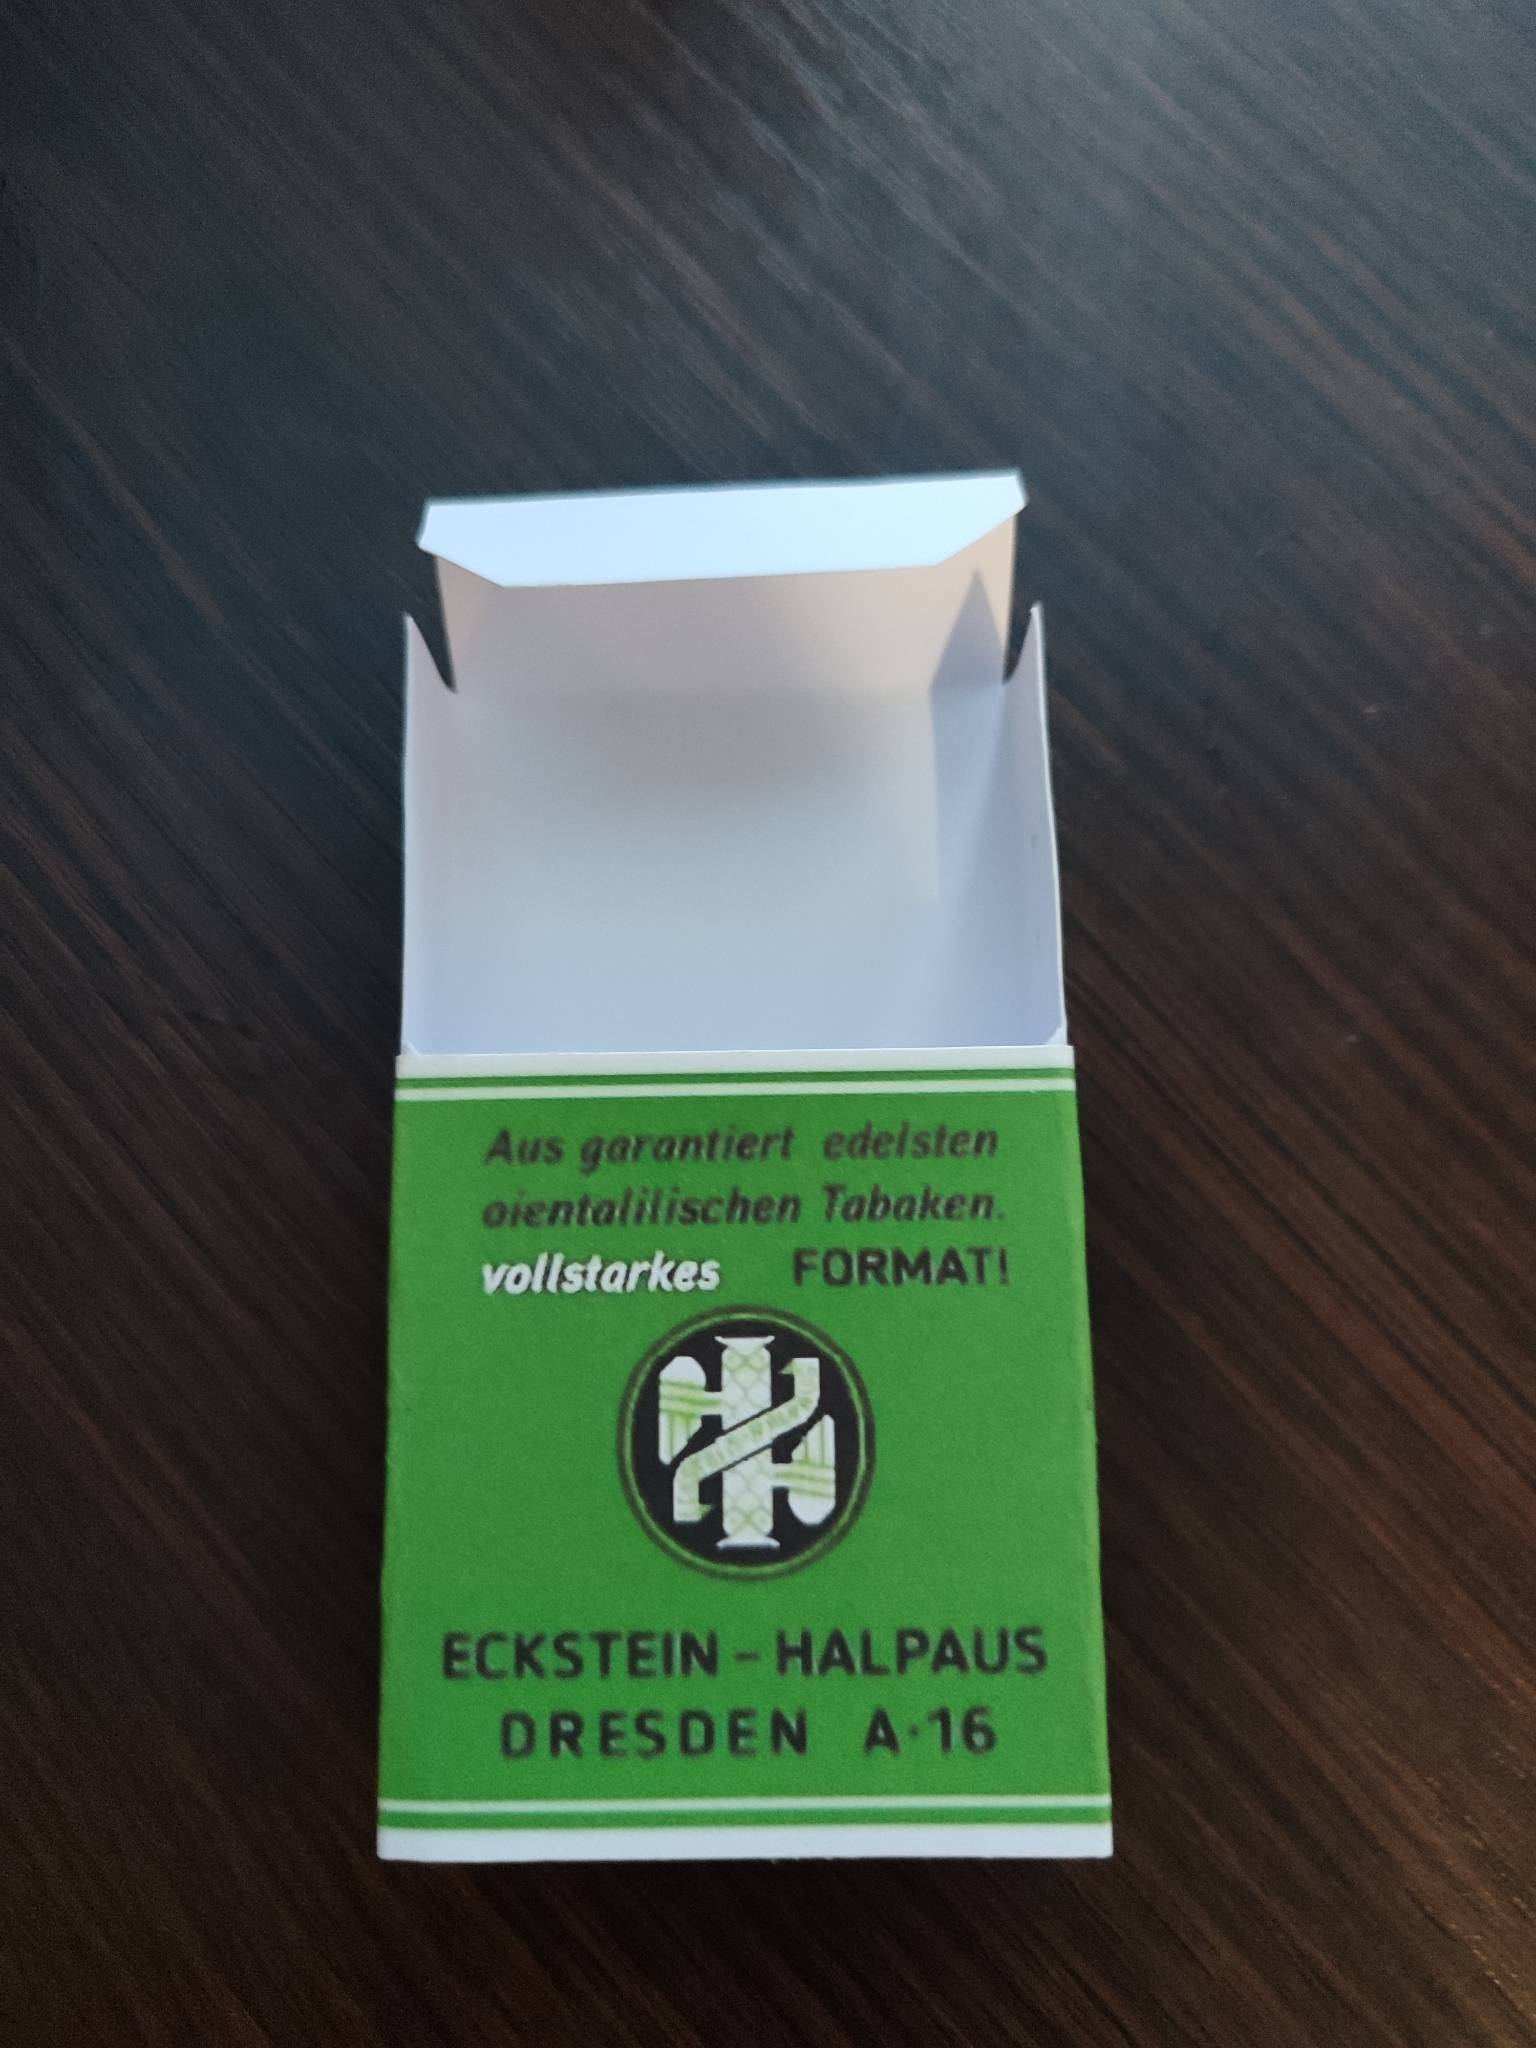 Aus garantiert edelsten
oientalilischen Tabaken.
vollstarkes FORMAT!
ECKSTEIN - HALPAUS
DRESDEN A·16